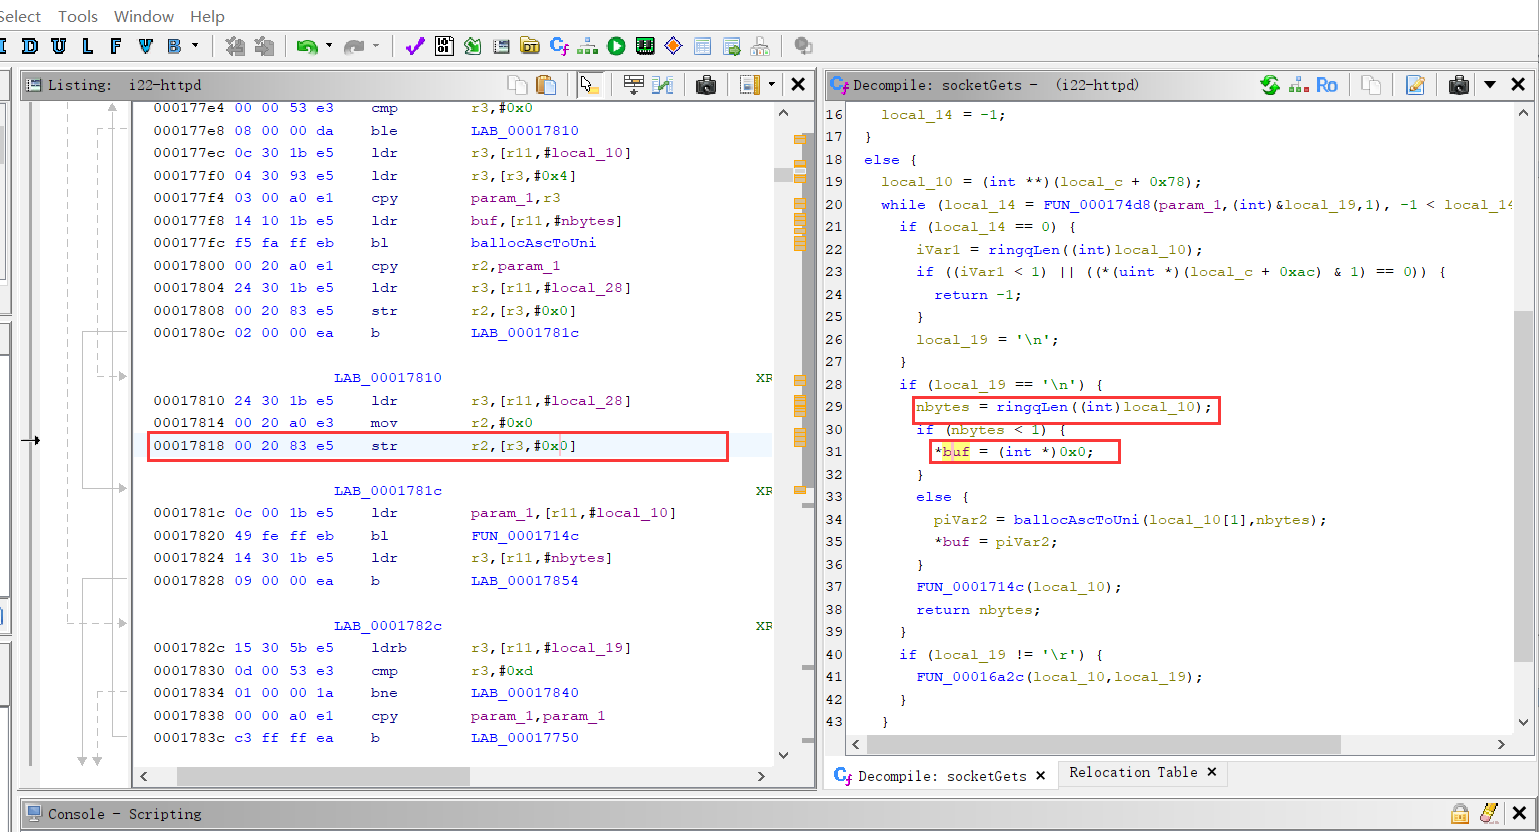 Select Tools Window Help
I D U L F V B
Listing: i22-httpd
000177e4 00 00 53 e3 cmp r3,#0x0
000177e8 08 00 00 da ble LAB_00017810
000177ec 0c 30 1b e5 ldr r3,[r11,#local_10]
000177f0 04 30 93 e5 ldr r3,[r3,#0x4]
000177f4 03 00 a0 e1 cpy param_1,r3
000177f8 14 10 1b e5 ldr buf,[r11,#nbytes]
000177fc f5 fa ff eb bl ballocAscToUni
00017800 00 20 a0 e1 cpy r2,param_1
00017804 24 30 1b e5 ldr r3,[r11,#local_28]
00017808 00 20 83 e5 str r2,[r3,#0x0]
0001780c 02 00 00 ea b LAB_0001781c
LAB_00017810 XR
00017810 24 30 1b e5 ldr r3,[r11,#local_28]
00017814 00 20 a0 e3 mov r2,#0x0
00017818 00 20 83 e5 str r2,[r3,#0x0]
LAB_0001781c XR
0001781c 0c 00 1b e5 ldr param_1,[r11,#local_10]
00017820 49 fe ff eb bl FUN_0001714c
00017824 14 30 1b e5 ldr r3,[r11,#nbytes]
00017828 09 00 00 ea b LAB_00017854
LAB_0001782c XR
0001782c 15 30 5b e5 ldrb r3,[r11,#local_19]
00017830 0d 00 53 e3 cmp r3,#0xd
00017834 01 00 00 1a bne LAB_00017840
00017838 00 00 a0 e1 cpy param_1,param_1
0001783c c3 ff ff ea b LAB_00017750
Decompile: socketGets - (i22-httpd)
Ro
16 local_14 = -1;
17 }
18 else {
19 local_10 = (int **)(local_c + 0x78);
20 while (local_14 = FUN_000174d8(param_1,(int)&local_19,1), -1 < local_14
21 if (local_14 == 0) {
22 iVar1 = ringqLen((int)local_10);
23 if ((iVar1 < 1) || ((*(uint *)(local_c + 0xac) & 1) == 0)) {
24 return -1;
25 }
26 local_19 = '\n';
27 }
28 if (local_19 == '\n') {
29 nbytes = ringqLen((int)local_10);
30 if (nbytes < 1) {
31 *buf = (int *)0x0;
32 }
33 else {
34 piVar2 = ballocAscToUni(local_10[1],nbytes);
35 *buf = piVar2;
36 }
37 FUN_0001714c(local_10);
38 return nbytes;
39 }
40 if (local_19 != '\r') {
41 FUN_00016a2c(local_10,local_19);
42 }
43 }
Decompile: socketGets × Relocation Table ×
Console - Scripting